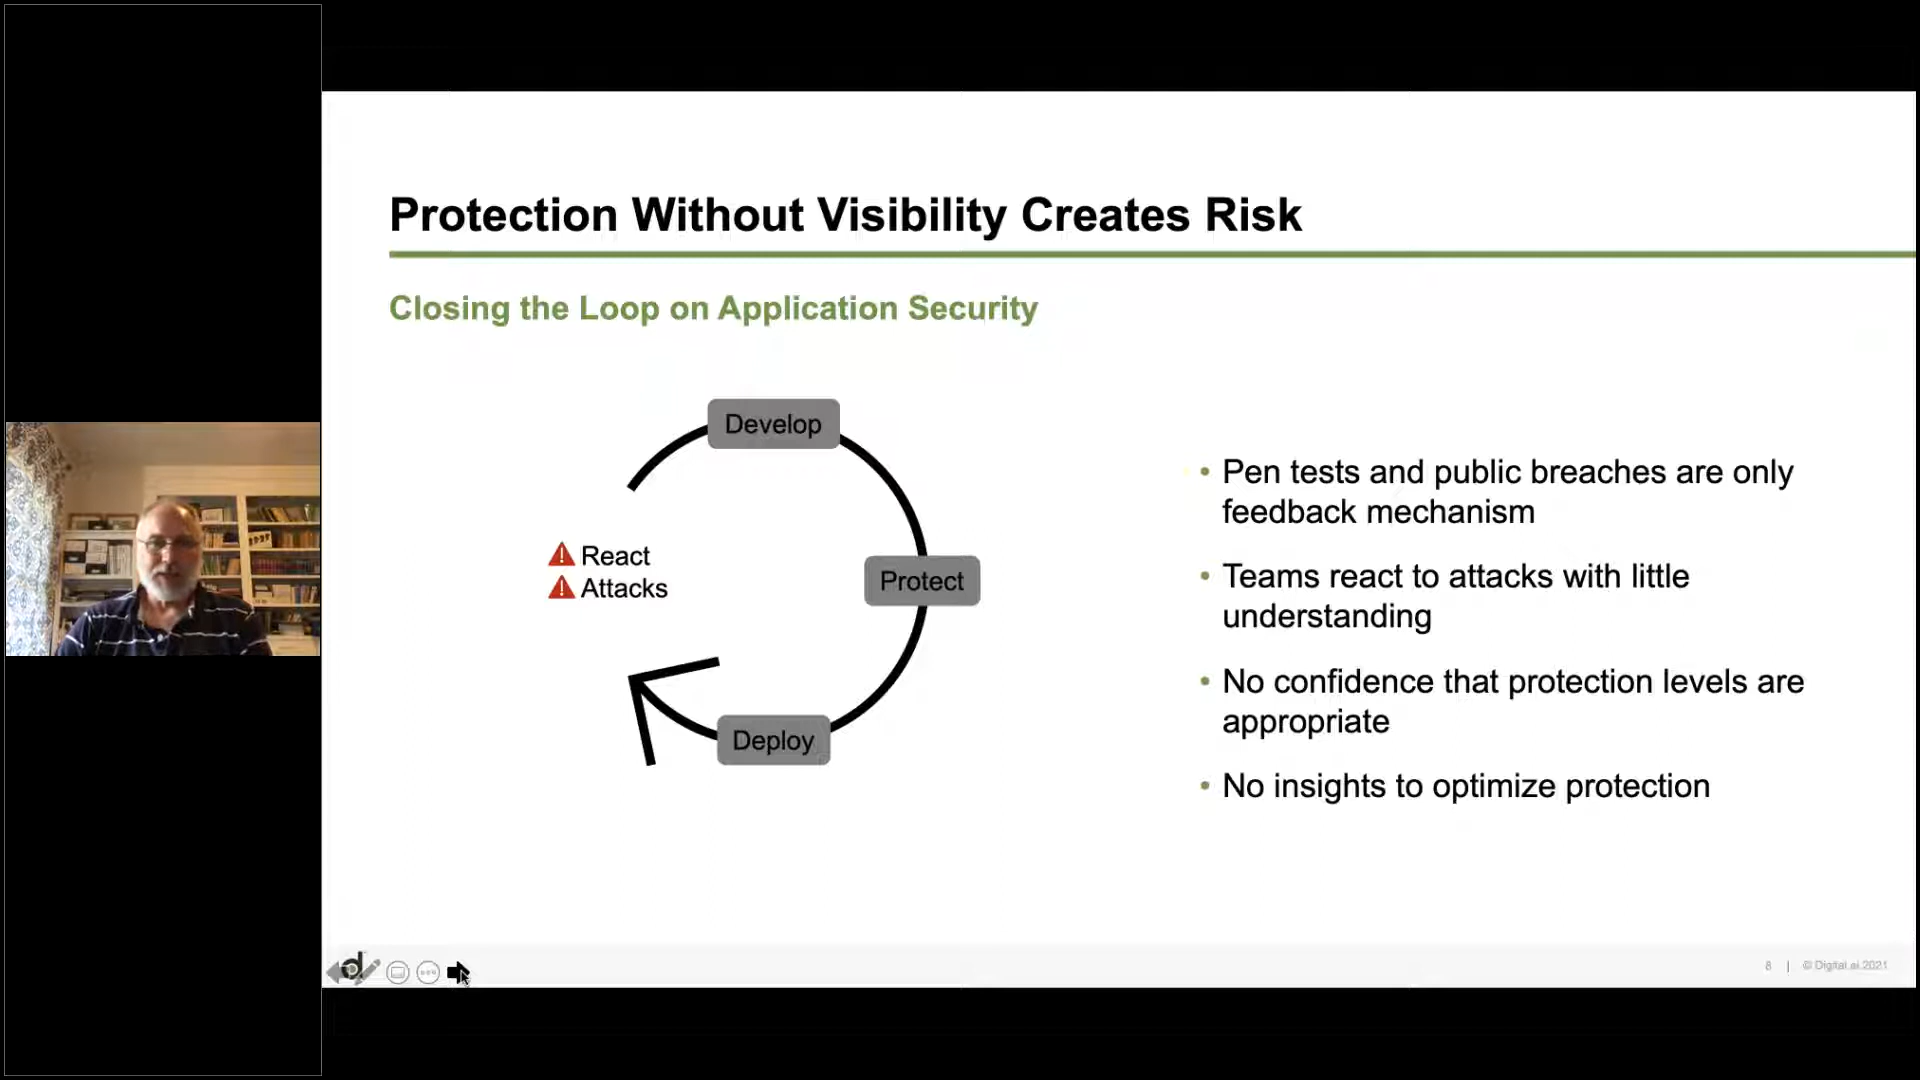 Protection Without Visibility Creates Risk
Closing the Loop on Application Security
Develop
Protect
Deploy
React
Attacks
• Pen tests and public breaches are only
feedback mechanism
• Teams react to attacks with little
understanding
• No confidence that protection levels are
appropriate
• No insights to optimize protection
8 | © Digital.ai 2021